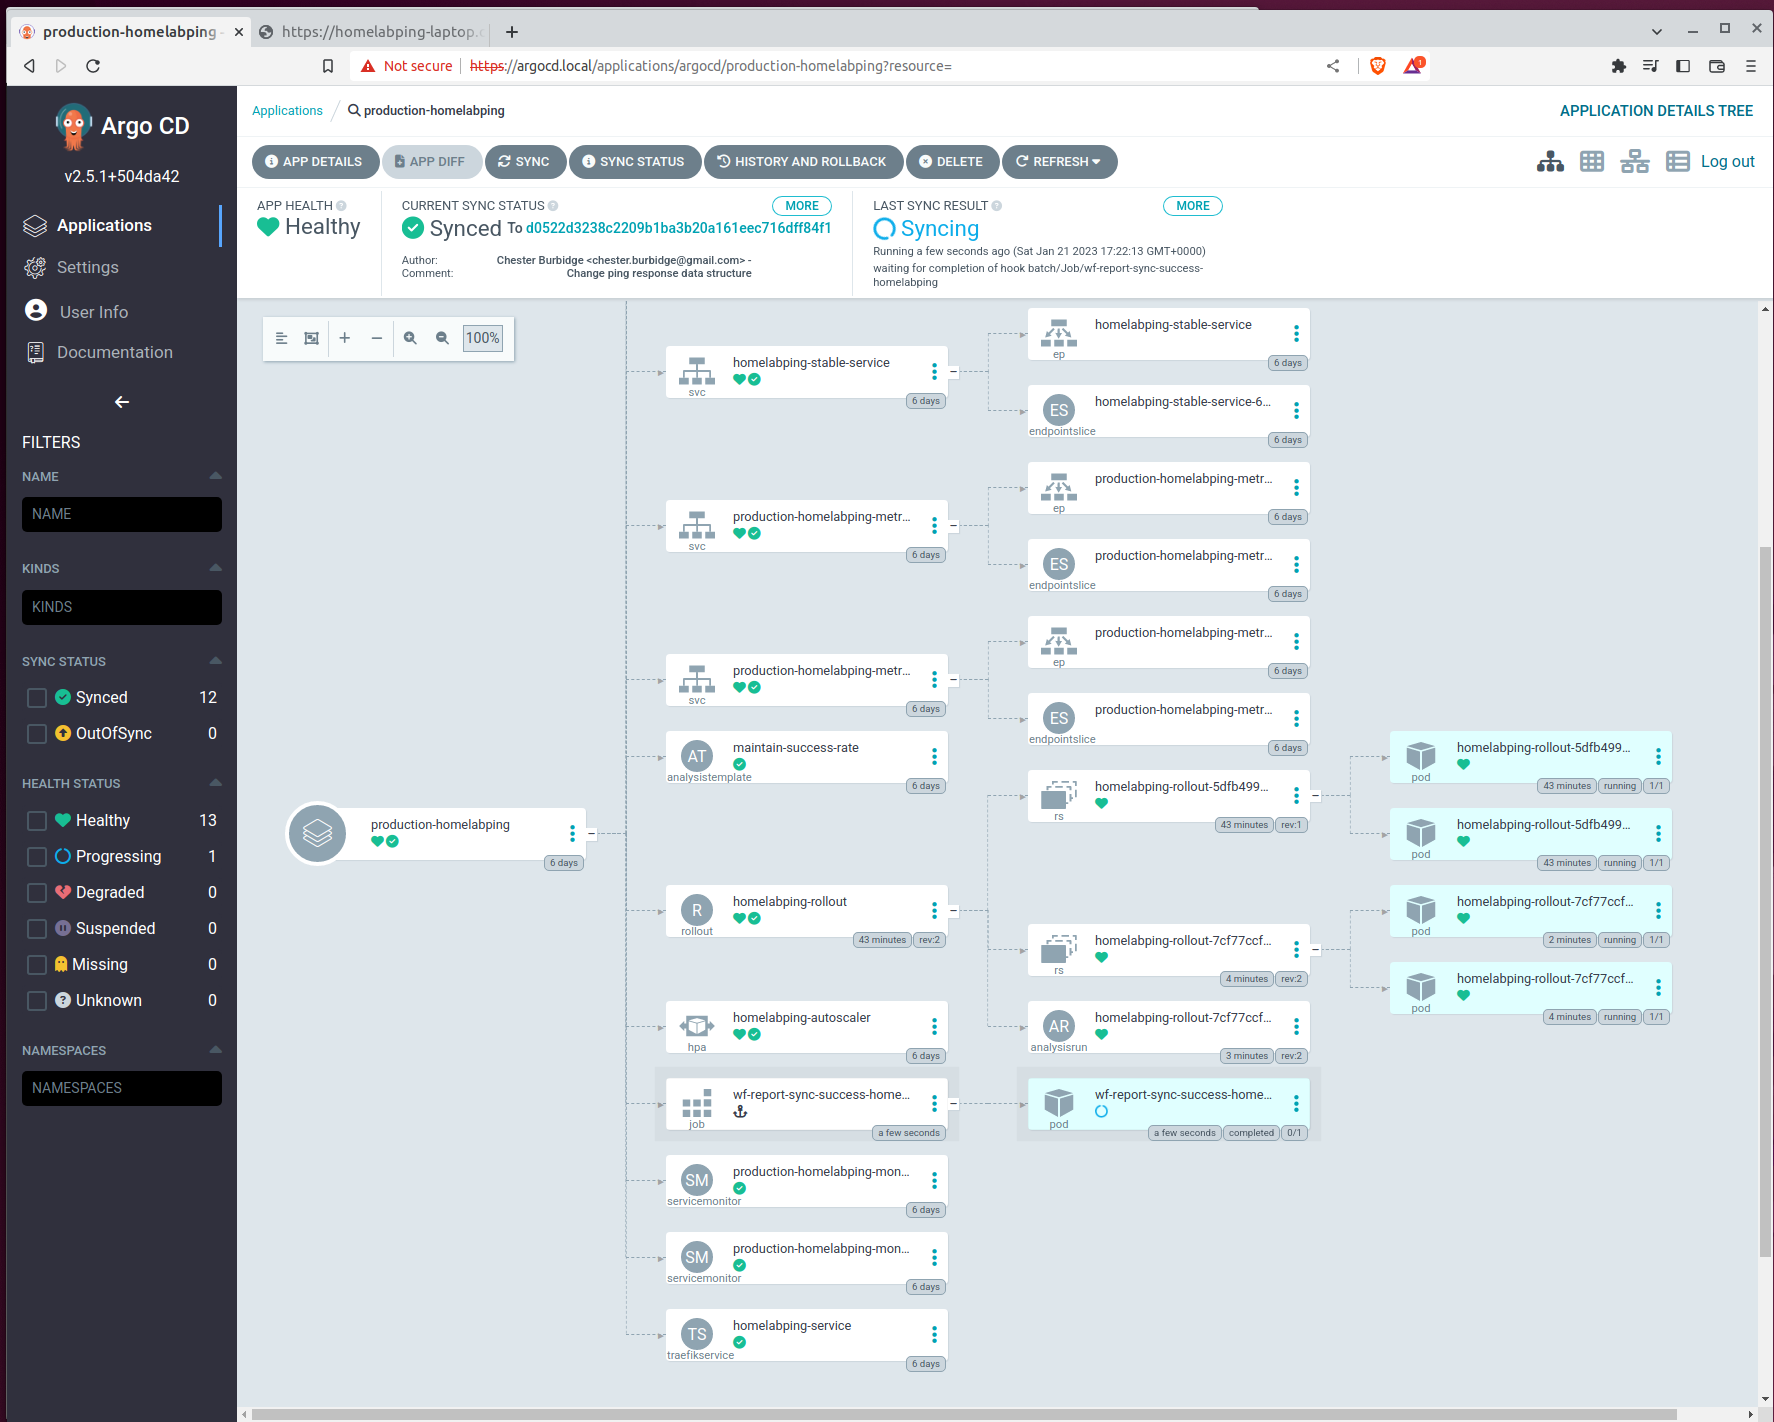 production-homelabping
https://homelabping-laptop.c
Not secure
https://argocd.local/applications/argocd/production-homelabping?resource=
1
Argo CD
v2.5.1+504da42
Applications
Settings
User Info
Documentation
FILTERS
NAME
NAME
KINDS
KINDS
SYNC STATUS
Synced 12
OutOfSync 0
HEALTH STATUS
Healthy 13
Progressing 1
Degraded 0
Suspended 0
Missing 0
Unknown 0
NAMESPACES
NAMESPACES
Applications / production-homelabping
APPLICATION DETAILS TREE
APP DETAILS
APP DIFF
SYNC
SYNC STATUS
HISTORY AND ROLLBACK
DELETE
REFRESH
Log out
APP HEALTH
Healthy
CURRENT SYNC STATUS
MORE
Synced To d0522d3238c2209b1ba3b20a161eec716dff84f1
Author: Chester Burbidge <chester.burbidge@gmail.com> -
Comment: Change ping response data structure
LAST SYNC RESULT
MORE
Syncing
Running a few seconds ago (Sat Jan 21 2023 17:22:13 GMT+0000)
waiting for completion of hook batch/Job/wf-report-sync-success-
homelabping
100%
production-homelabping
6 days
homelabping-stable-service
svc
6 days
production-homelabping-metr...
svc
6 days
production-homelabping-metr...
svc
6 days
AT
maintain-success-rate
analysistemplate
6 days
R
homelabping-rollout
rollout
43 minutes
rev:2
homelabping-autoscaler
hpa
6 days
wf-report-sync-success-home...
job
a few seconds
SM
production-homelabping-mon...
servicemonitor
6 days
SM
production-homelabping-mon...
servicemonitor
6 days
TS
homelabping-service
traefikservice
6 days
homelabping-stable-service
ep
6 days
ES
homelabping-stable-service-6...
endpointslice
6 days
production-homelabping-metr...
ep
6 days
ES
production-homelabping-metr...
endpointslice
6 days
production-homelabping-metr...
ep
6 days
ES
production-homelabping-metr...
endpointslice
6 days
homelabping-rollout-5dfb499...
rs
43 minutes
rev:1
homelabping-rollout-7cf77ccf...
rs
4 minutes
rev:2
AR
homelabping-rollout-7cf77ccf...
analysisrun
3 minutes
rev:2
wf-report-sync-success-home...
pod
a few seconds
completed
0/1
homelabping-rollout-5dfb499...
pod
43 minutes
running
1/1
homelabping-rollout-5dfb499...
pod
43 minutes
running
1/1
homelabping-rollout-7cf77ccf...
pod
2 minutes
running
1/1
homelabping-rollout-7cf77ccf...
pod
4 minutes
running
1/1